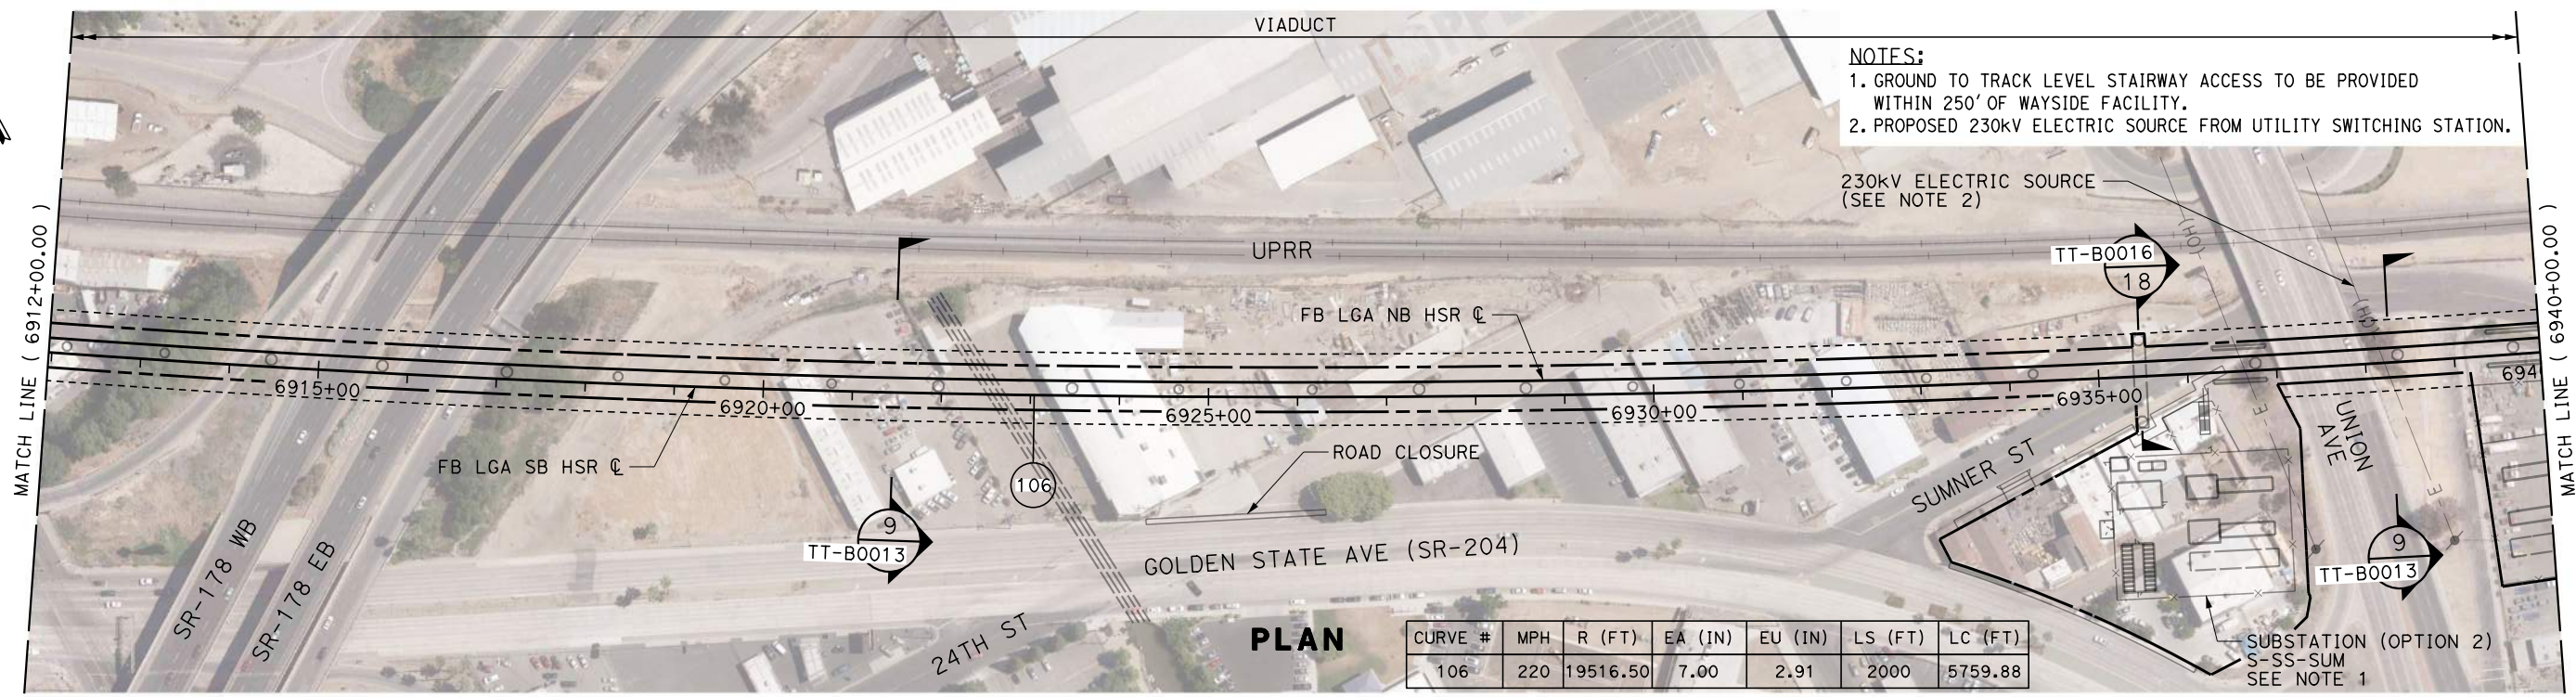 VIADUCT
NOTES:
1. GROUND TO TRACK LEVEL STAIRWAY ACCESS TO BE PROVIDED
WITHIN 250' OF WAYSIDE FACILITY.
2. PROPOSED 230kV ELECTRIC SOURCE FROM UTILITY SWITCHING STATION.
230kV ELECTRIC SOURCE
(SEE NOTE 2)
MATCH LINE ( 6912+00.00 )
MATCH LINE ( 6940+00.00 )
UPRR
TT-B0016
18
(OH)
(OH)
FB LGA NB HSR ℄
6915+00
6920+00
6925+00
6930+00
6935+00
694
FB LGA SB HSR ℄
ROAD CLOSURE
106
SUMNER ST
UNION
AVE
E
E
9
TT-B0013
9
TT-B0013
GOLDEN STATE AVE (SR-204)
SR-178 WB
SR-178 EB
24TH ST
PLAN
CURVE # MPH R (FT) EA (IN) EU (IN) LS (FT) LC (FT)
106 220 19516.50 7.00 2.91 2000 5759.88
SUBSTATION (OPTION 2)
S-SS-SUM
SEE NOTE 1